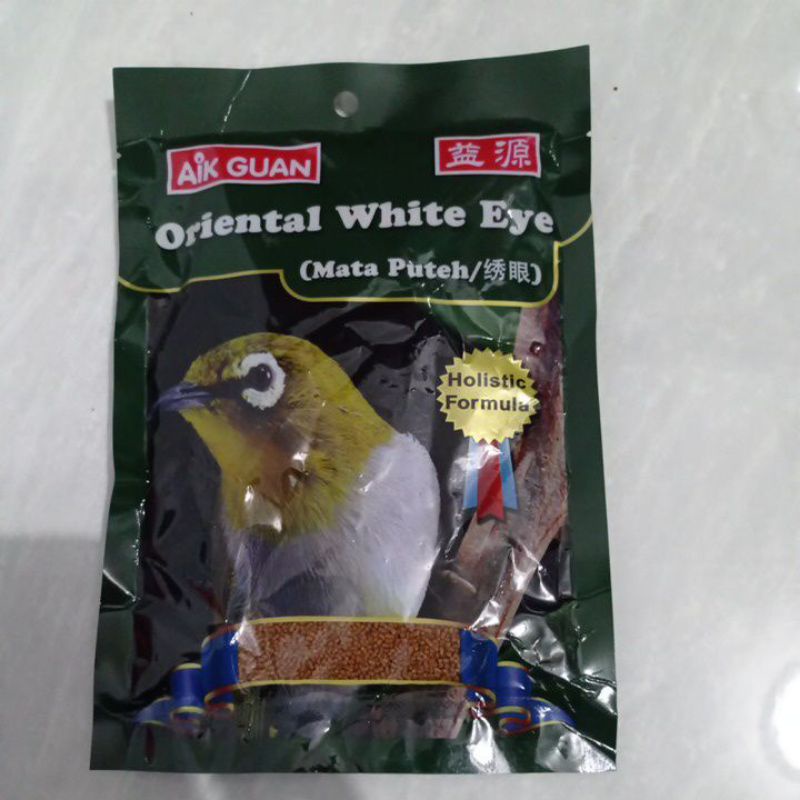 AiK GUAN
益源
Oriental White Eye
(Mata Puteh/绣眼)
Holistic
Formula